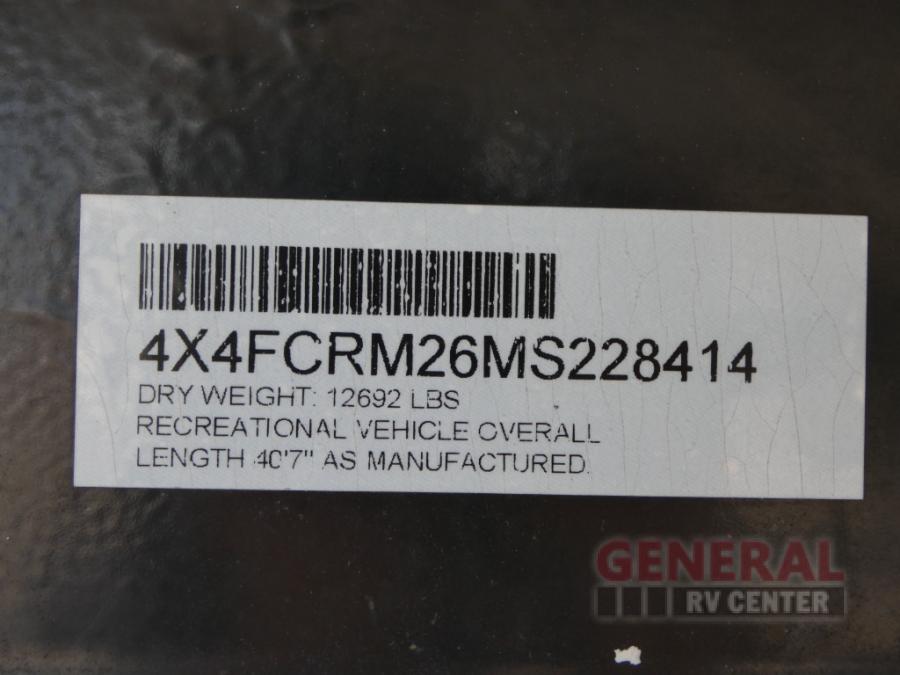 4X4FCRM26MS228414
DRY WEIGHT: 12692 LBS
RECREATIONAL VEHICLE OVERALL
LENGTH 40'7" AS MANUFACTURED.
GENERAL
RV CENTER